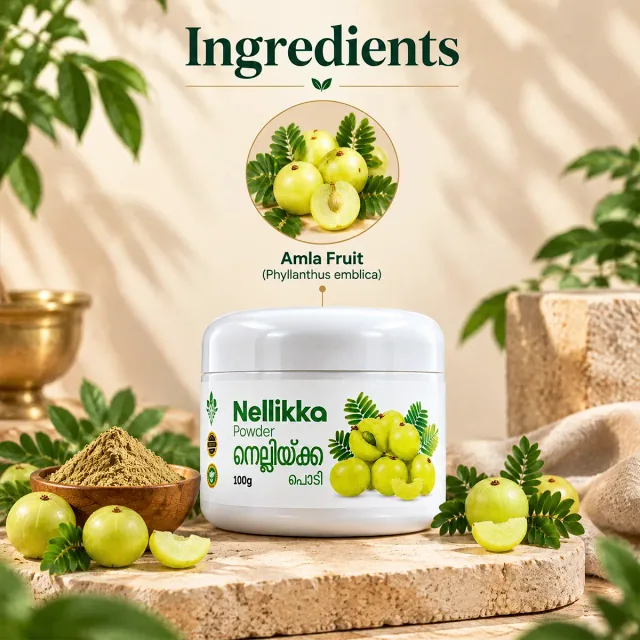 Ingredients
Amla Fruit
(Phyllanthus emblica)
Nellikka
Powder
നെല്ലിയ്ക്ക
100g
പൊടി